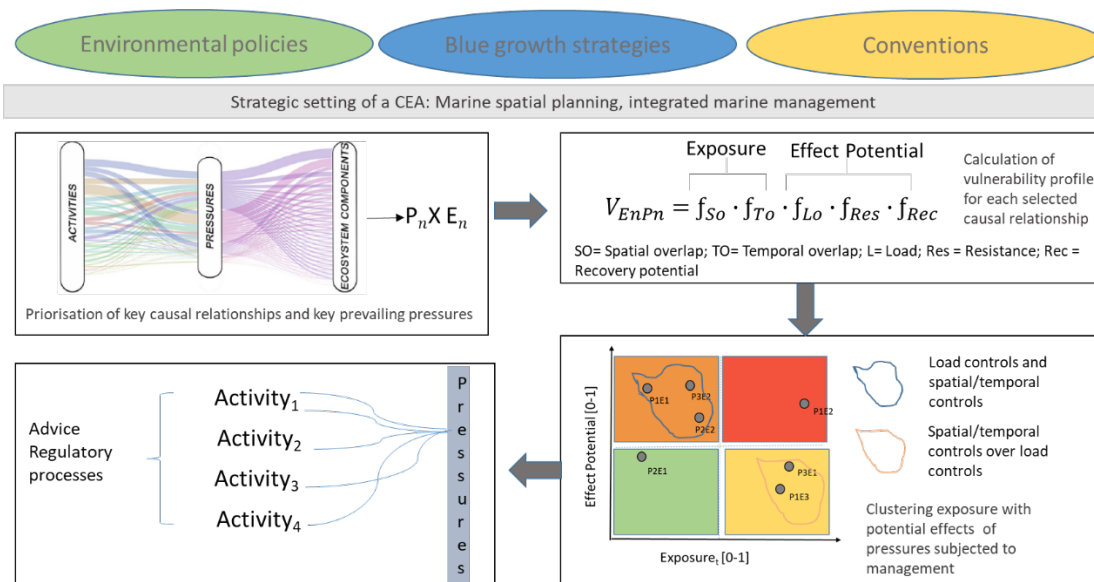 Environmental policies
Blue growth strategies
Conventions
Strategic setting of a CEA: Marine spatial planning, integrated marine management
ACTIVITIES
PRESSURES
ECOSYSTEM COMPONENTS
PₙX Eₙ
Priorisation of key causal relationships and key prevailing pressures
Exposure
Effect Potential
V_EnPn = f_So · f_To · f_Lo · f_Res · f_Rec
Calculation of
vulnerability profile
for each selected
causal relationship
SO= Spatial overlap; TO= Temporal overlap; L= Load; Res = Resistance; Rec =
Recovery potential
Advice
Regulatory
processes
Activity₁
Activity₂
Activity₃
Activity₄
Pressures
Effect Potential [0-1]
P1E1
P3E2
P2E2
P1E2
P2E1
P3E1
P1E3
Exposureₜ [0-1]
Load controls and
spatial/temporal
controls
Spatial/temporal
controls over load
controls
Clustering exposure with
potential effects of
pressures subjected to
management